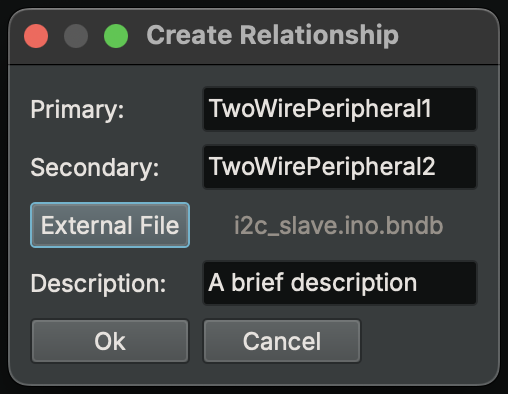 Create Relationship
Primary: TwoWirePeripheral1
Secondary: TwoWirePeripheral2
External File i2c_slave.ino.bndb
Description: A brief description
Ok Cancel